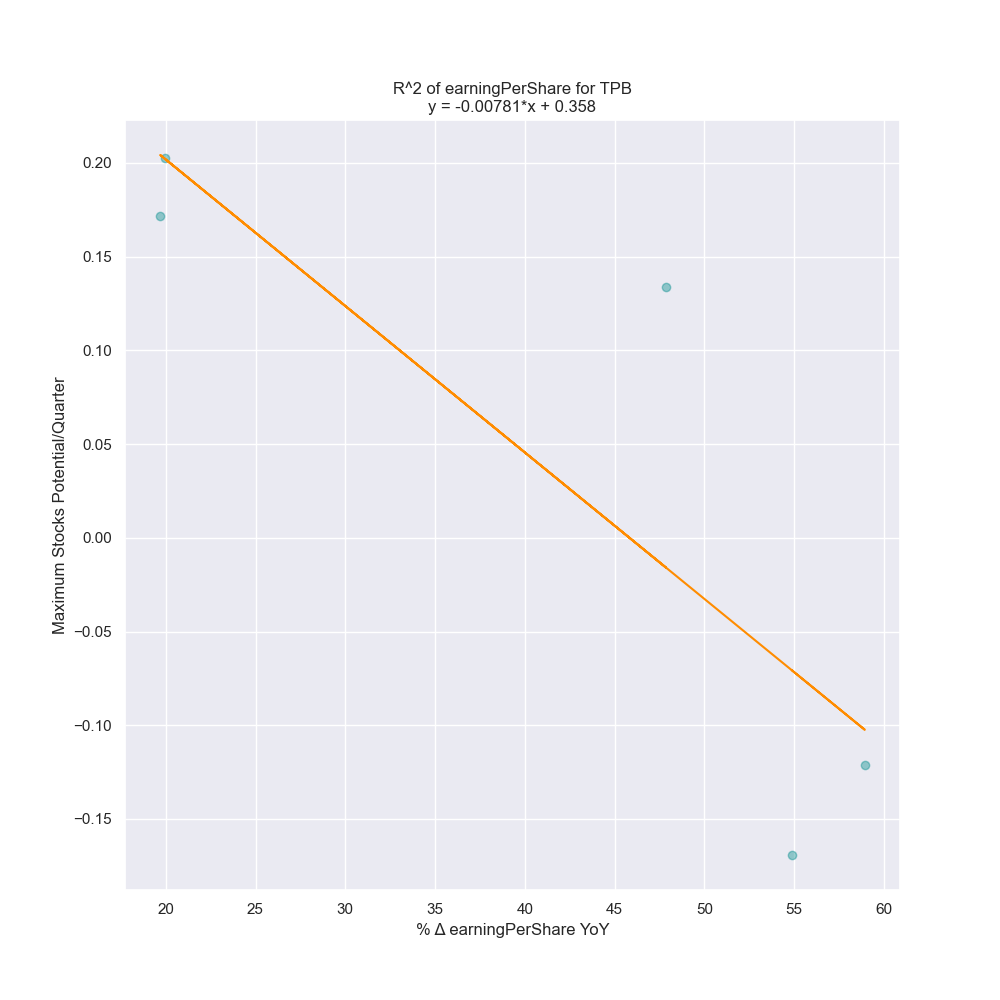 R^2 of earningPerShare for TPB
y = -0.00781*x + 0.358
Maximum Stocks Potential/Quarter
0.20
0.15
0.10
0.05
0.00
−0.05
−0.10
−0.15
20 25 30 35 40 45 50 55 60
% Δ earningPerShare YoY